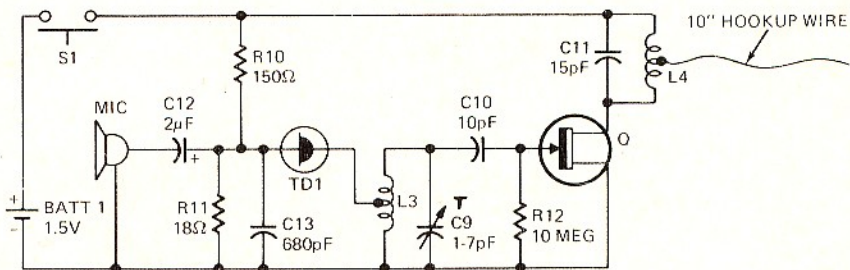 S1
MIC
C12
2µF
+
R10
150Ω
TD1
C10
10pF
C11
15pF
L4
10" HOOKUP WIRE
Q
+
-
BATT 1
1.5V
R11
18Ω
C13
680pF
L3
T
C9
1-7pF
R12
10 MEG